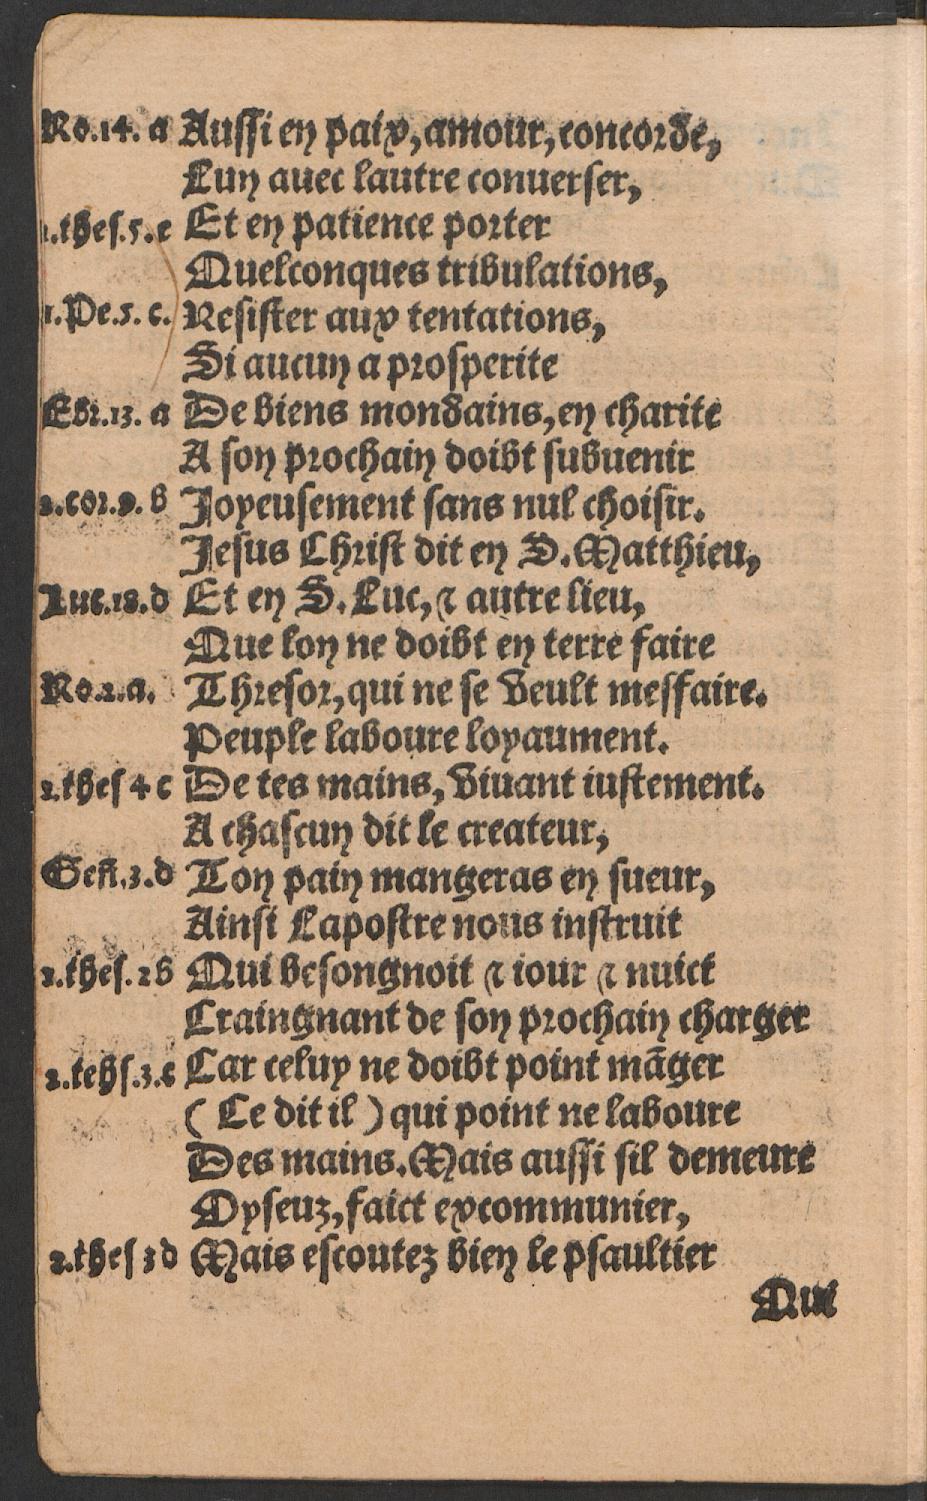 Ro.14. a Aussi en paix, amour, concorde,
Lun auec lautre conuerser,
1.thes.5.e Et en patience porter
Quelconques tribulations,
1.Pe.5. c. Resister aux tentations,
Si aucun a prosperite
Ebr.13. a De biens mondains, en charite
A son prochain doibt subuenir
2.cor.9. b Joyeusement sans nul choisir.
Jesus Christ dit en S. Matthieu,
Luc.18.d Et en S. Luc, ⁊ autre lieu,
Que lon ne doibt en terre faire
Ro.2.a. Thresor, qui ne se veult meffaire.
Peuple laboure loyaument.
2.thes 4 c De tes mains, viuant iustement.
A chascun dit le createur,
Gen̄.3.d Ton pain mangeras en sueur,
Ainsi Lapostre nous instruit
2.thes. 2 b Qui besongnoit ⁊ iour ⁊ nuict
Craingnant de son prochain charger
2.tehs.3.c Car celuy ne doibt point mãger
( Ce dit il ) qui point ne laboure
Des mains. Mais aussi sil demeure
Oyseuz, faict excommunier,
2.thes 3 d Mais escoutez bien le psaultier
Qui